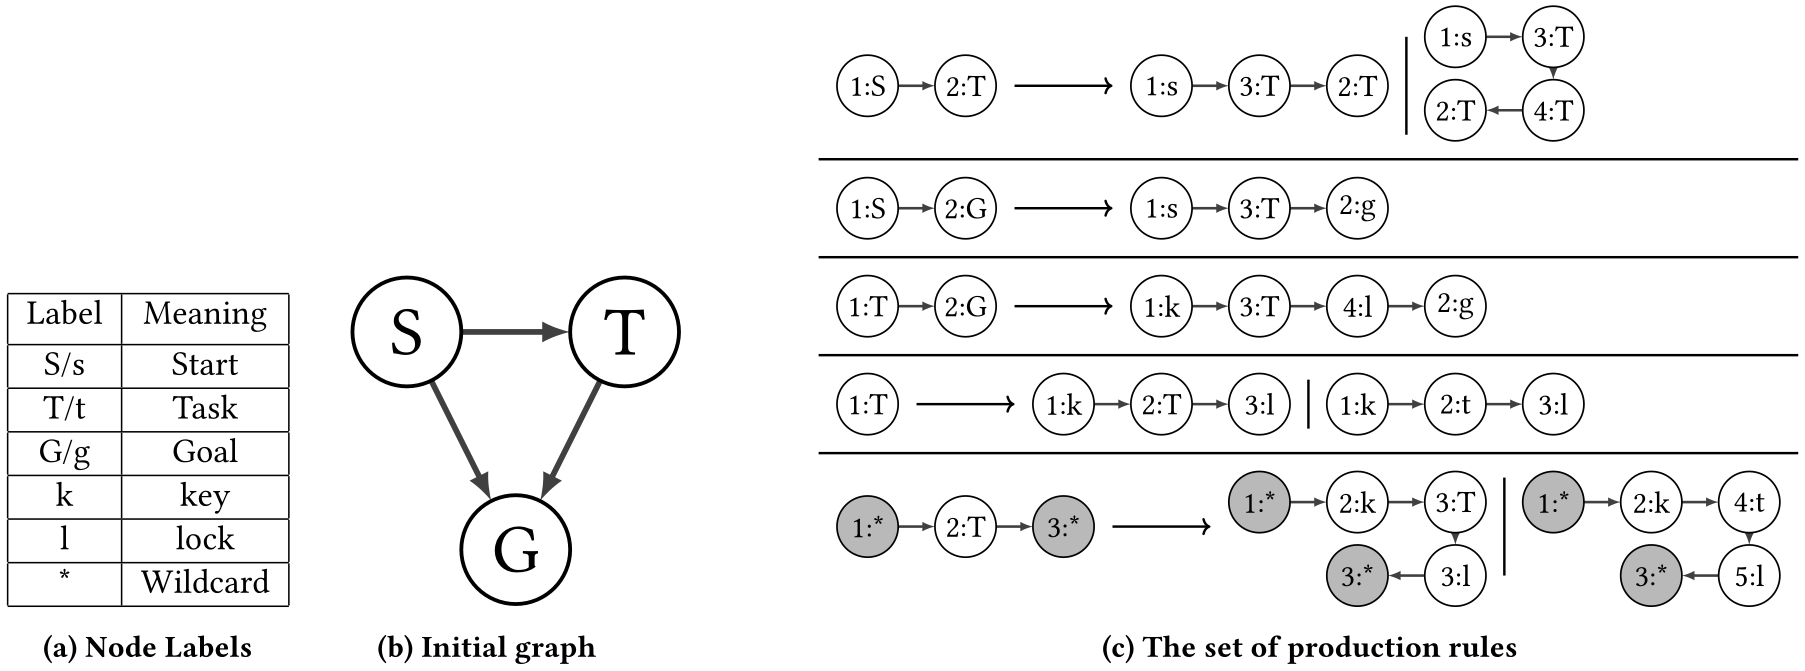 Label Meaning
S/s Start
T/t Task
G/g Goal
k key
l lock
* Wildcard
(a) Node Labels
S T
G
(b) Initial graph
1:S 2:T 1:s 3:T 2:T 1:s 3:T
2:T 4:T
1:S 2:G 1:s 3:T 2:g
1:T 2:G 1:k 3:T 4:l 2:g
1:T 1:k 2:T 3:l 1:k 2:t 3:l
1:* 2:T 3:* 1:* 2:k 3:T 1:* 2:k 4:t
3:* 3:l 3:* 5:l
(c) The set of production rules